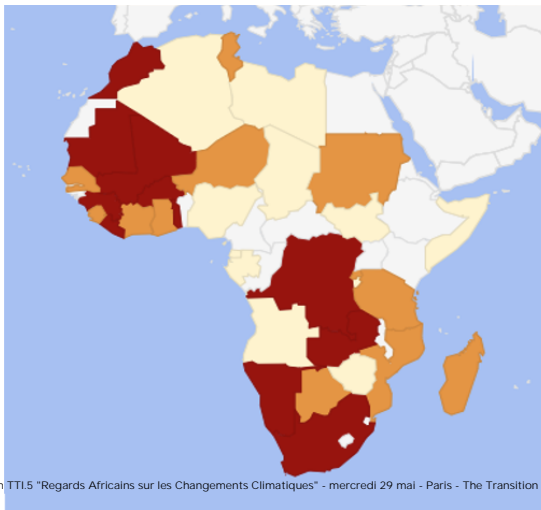 TTI.5 "Regards Africains sur les Changements Climatiques" - mercredi 29 mai - Paris - The Transition